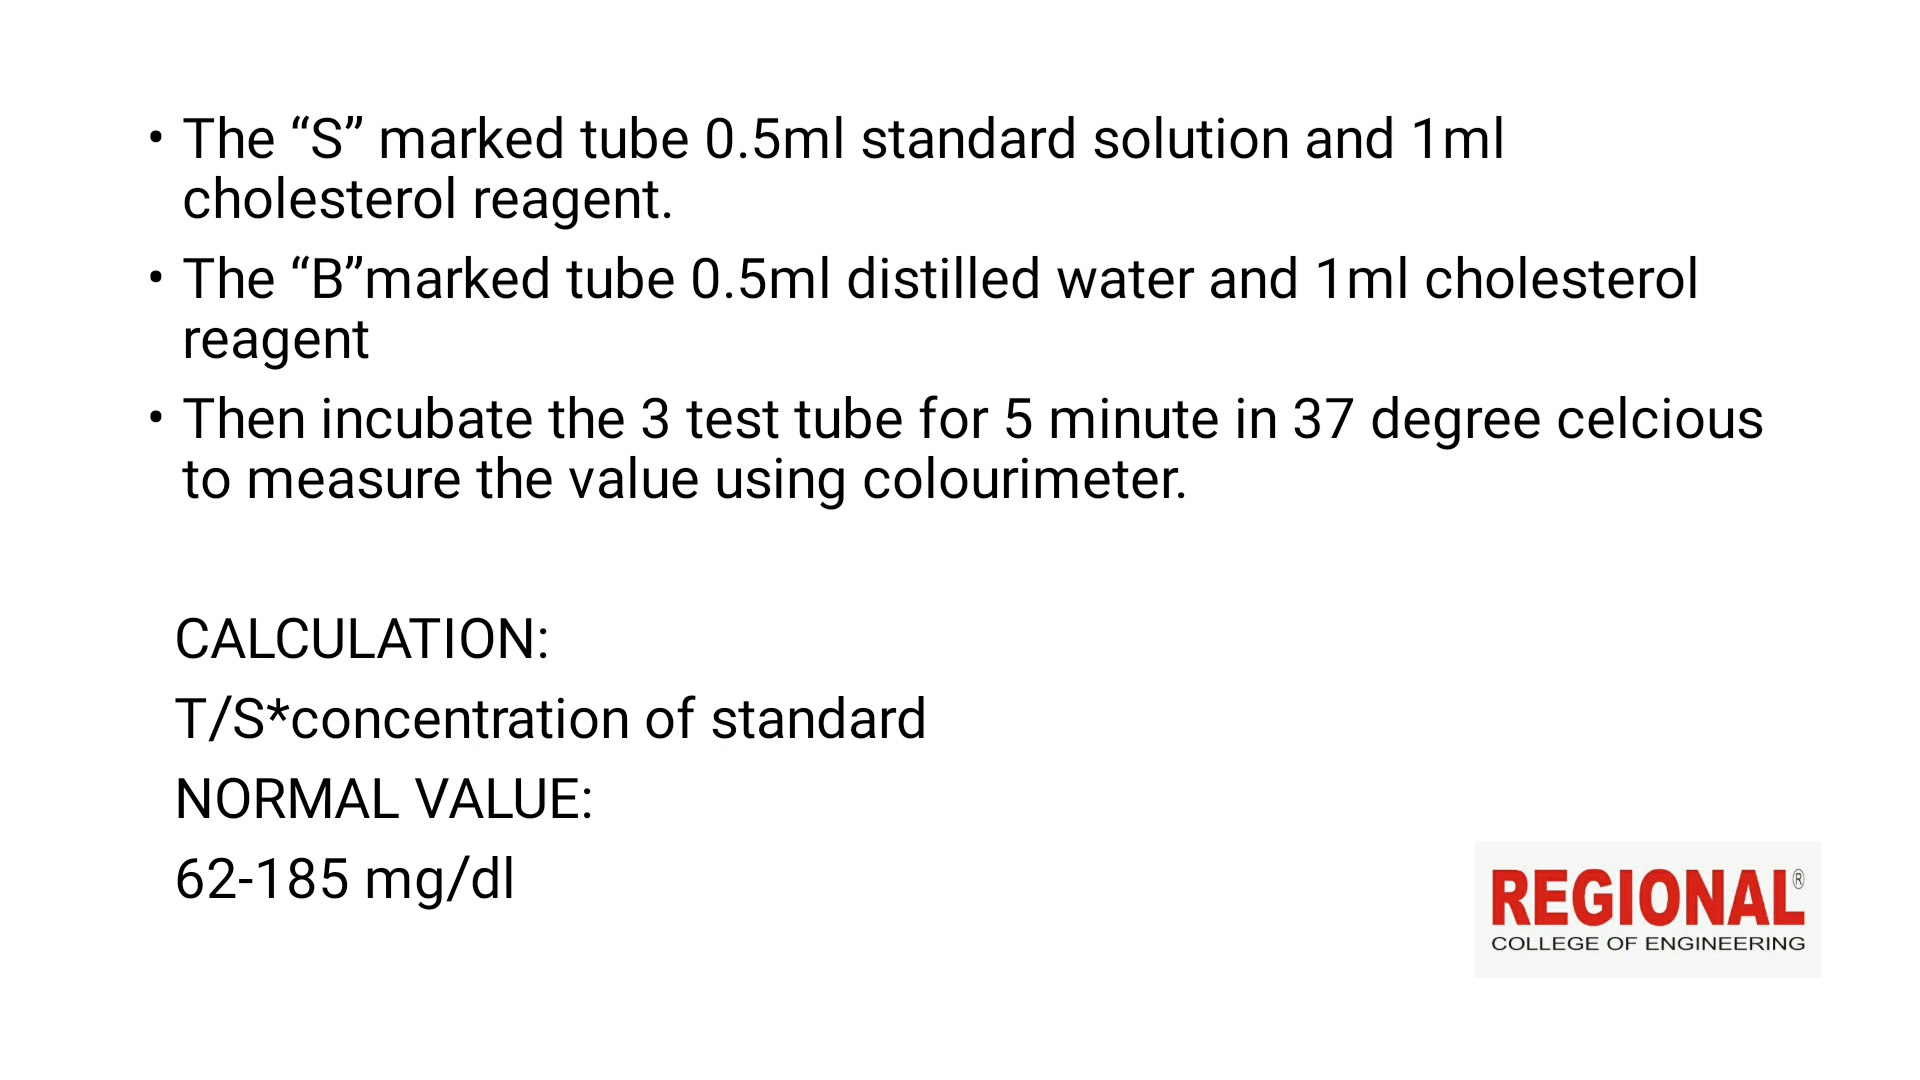 • The “S” marked tube 0.5ml standard solution and 1ml
cholesterol reagent.
• The “B”marked tube 0.5ml distilled water and 1ml cholesterol
reagent
• Then incubate the 3 test tube for 5 minute in 37 degree celcious
to measure the value using colourimeter.
CALCULATION:
T/S*concentration of standard
NORMAL VALUE:
62-185 mg/dl
REGIONAL®
COLLEGE OF ENGINEERING